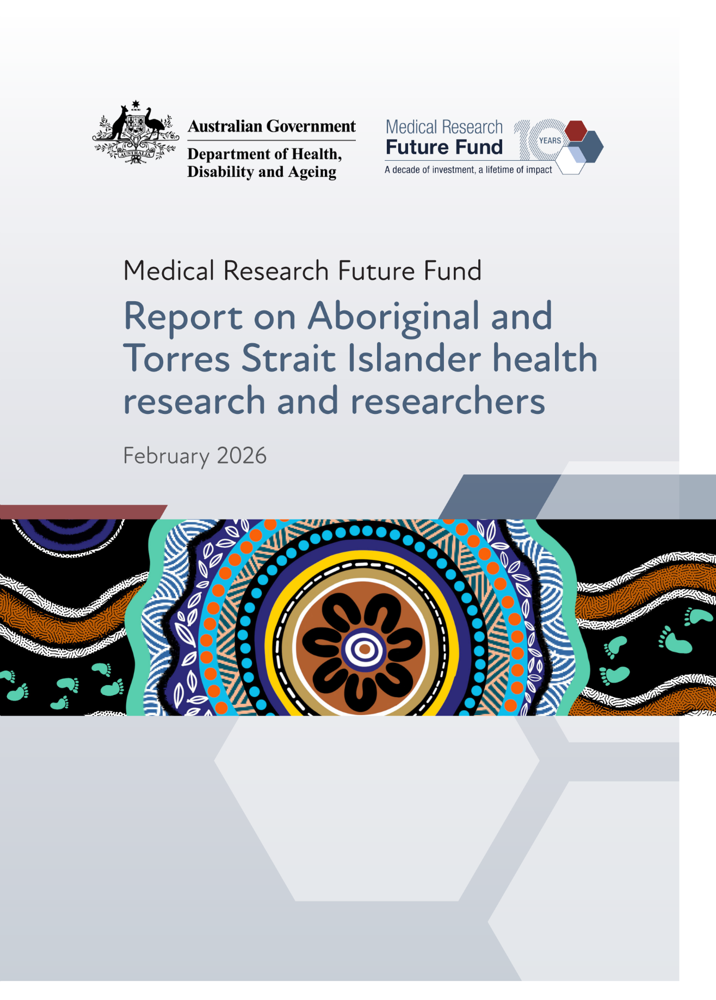 Australian Government
Department of Health,
Disability and Ageing
AUSTRALIA
Medical Research
Future Fund
10
YEARS
A decade of investment, a lifetime of impact
Medical Research Future Fund
Report on Aboriginal and
Torres Strait Islander health
research and researchers
February 2026